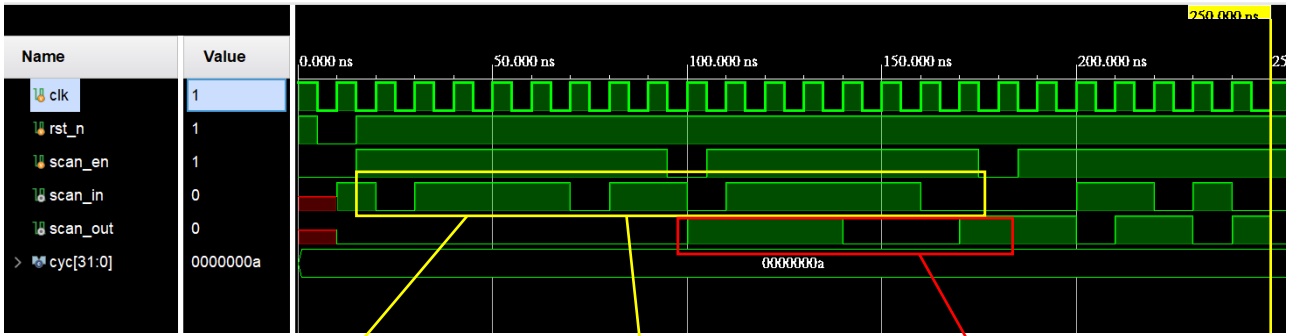 250.000 ns
Name Value 0.000 ns 50.000 ns 100.000 ns 150.000 ns 200.000 ns 25
clk 1
rst_n 1
scan_en 1
scan_in 0
scan_out 0
cyc[31:0] 0000000a 0000000a